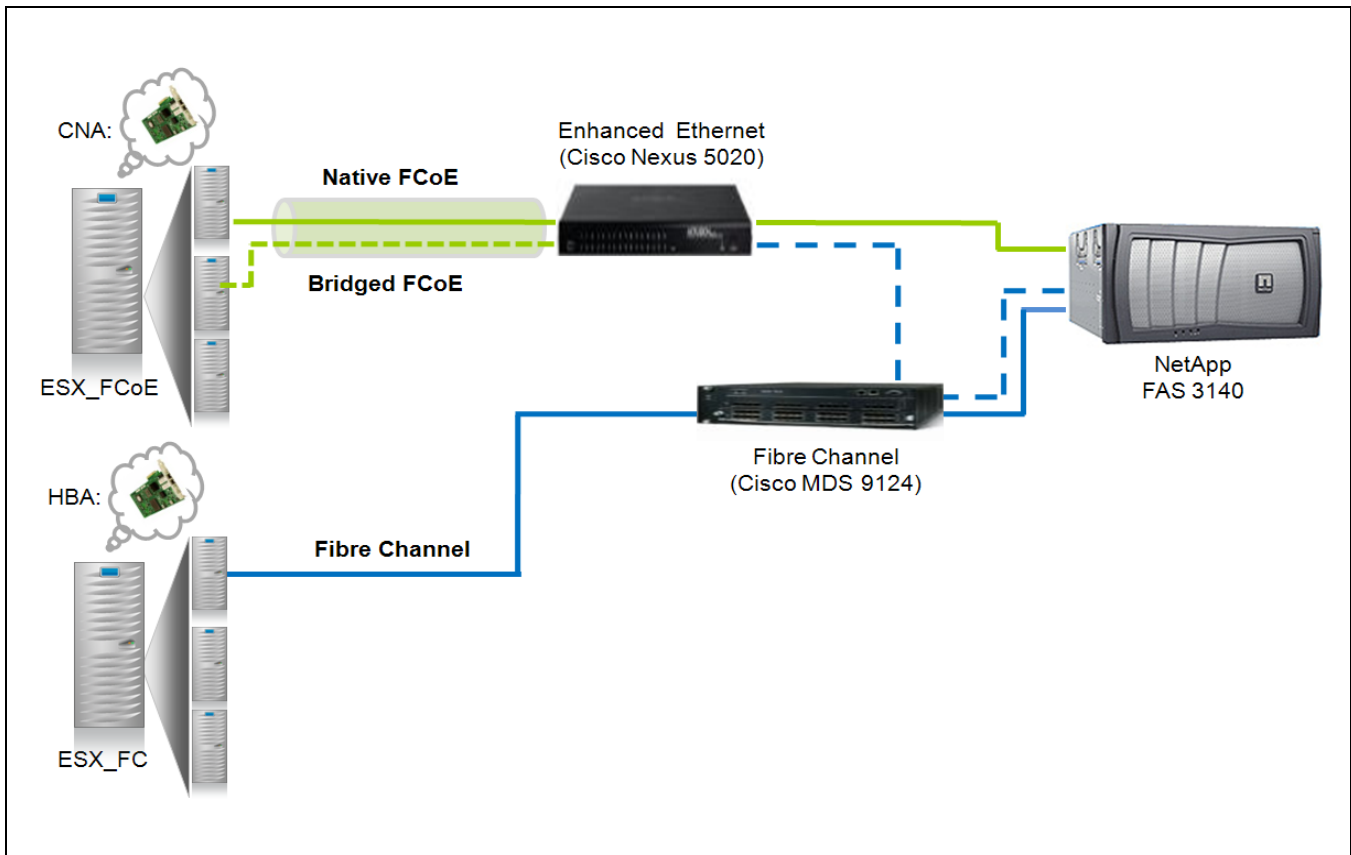 CNA:
Enhanced Ethernet
(Cisco Nexus 5020)
Native FCoE
Bridged FCoE
ESX_FCoE
NetApp
FAS 3140
Fibre Channel
(Cisco MDS 9124)
HBA:
Fibre Channel
ESX_FC